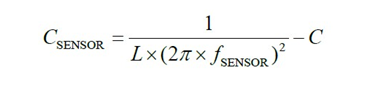 C_SENSOR = 1 / (L×(2π×f_SENSOR)²) − C